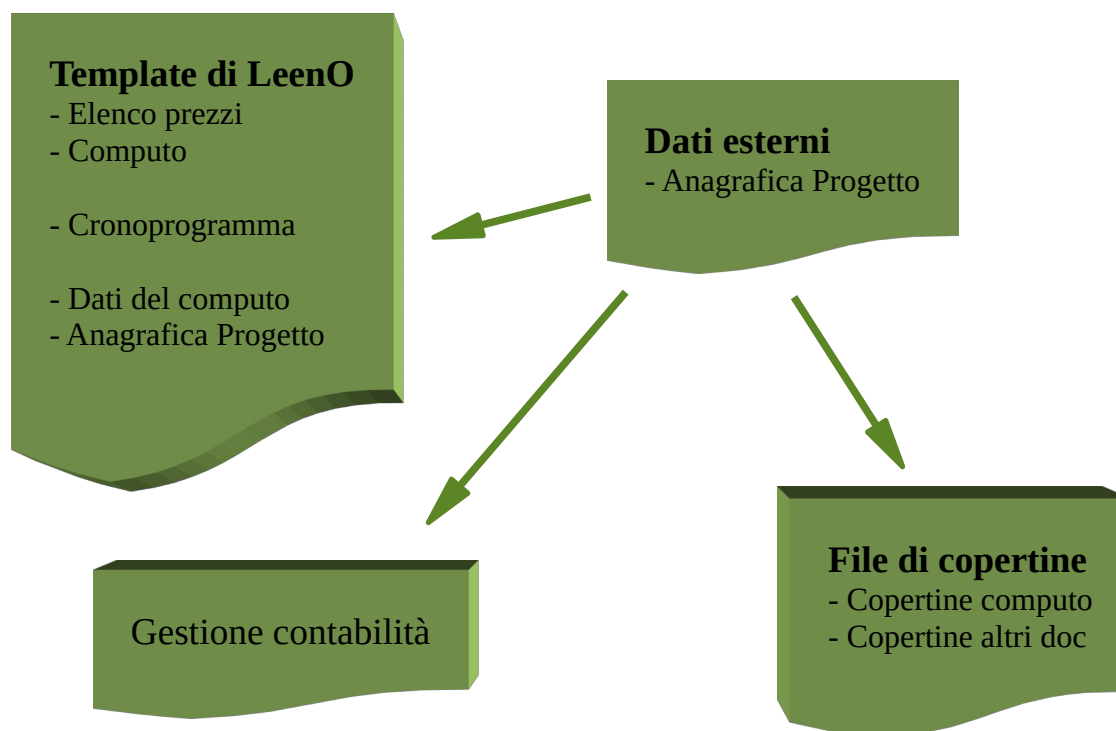 Template di LeenO
- Elenco prezzi
- Computo
- Cronoprogramma
- Dati del computo
- Anagrafica Progetto
Dati esterni
- Anagrafica Progetto
Gestione contabilità
File di copertine
- Copertine computo
- Copertine altri doc